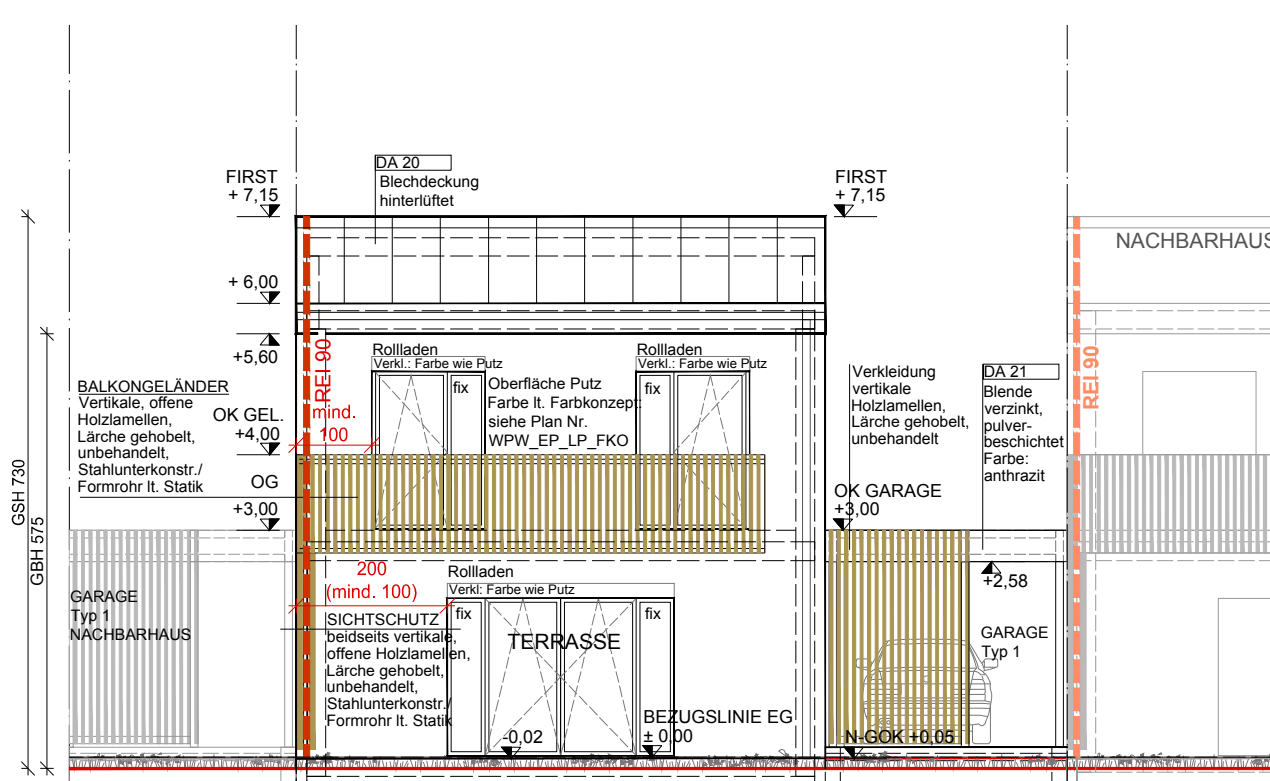 DA 20
Blechdeckung
hinterlüftet
FIRST
+ 7,15
FIRST
+ 7,15
NACHBARHAUS
+ 6,00
+5,60
REI 90
Rollladen
Verkl.: Farbe wie Putz
Rollladen
Verkl.: Farbe wie Putz
fix
fix
Oberfläche Putz
Farbe lt. Farbkonzept
siehe Plan Nr.
WPW_EP_LP_FKO
BALKONGELÄNDER
Vertikale, offene
Holzlamellen,
Lärche gehobelt,
unbehandelt,
Stahlunterkonstr./
Formrohr lt. Statik
OK GEL.
+4,00
mind.
100
OG
+3,00
Verkleidung
vertikale
Holzlamellen,
Lärche gehobelt,
unbehandelt
DA 21
Blende
verzinkt,
pulver-
beschichtet
Farbe:
anthrazit
REI 90
OK GARAGE
+3,00
+2,58
GSH 730
GBH 575
GARAGE
Typ 1
NACHBARHAUS
200
(mind. 100)
Rollladen
Verkl: Farbe wie Putz
fix
fix
TERRASSE
SICHTSCHUTZ
beidseits vertikale,
offene Holzlamellen,
Lärche gehobelt,
unbehandelt,
Stahlunterkonstr./
Formrohr lt. Statik
GARAGE
Typ 1
-0,02
BEZUGSLINIE EG
± 0,00
N-GOK +0,05